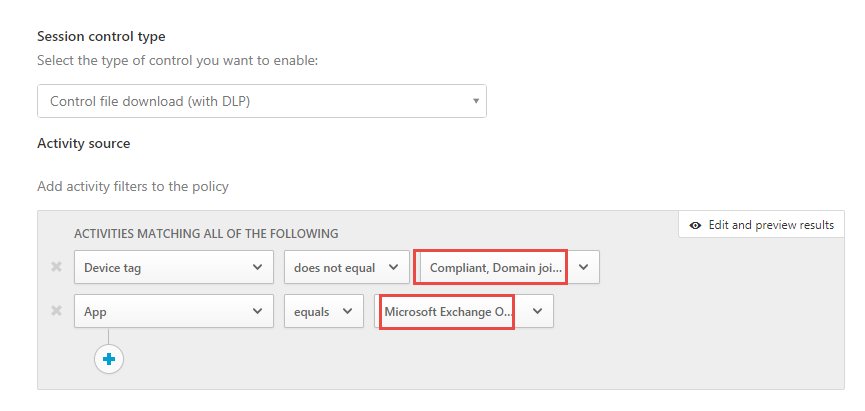 Session control type
Select the type of control you want to enable:
Control file download (with DLP)
Activity source
Add activity filters to the policy
Edit and preview results
ACTIVITIES MATCHING ALL OF THE FOLLOWING
Device tag does not equal Compliant, Domain joi...
App equals Microsoft Exchange O...